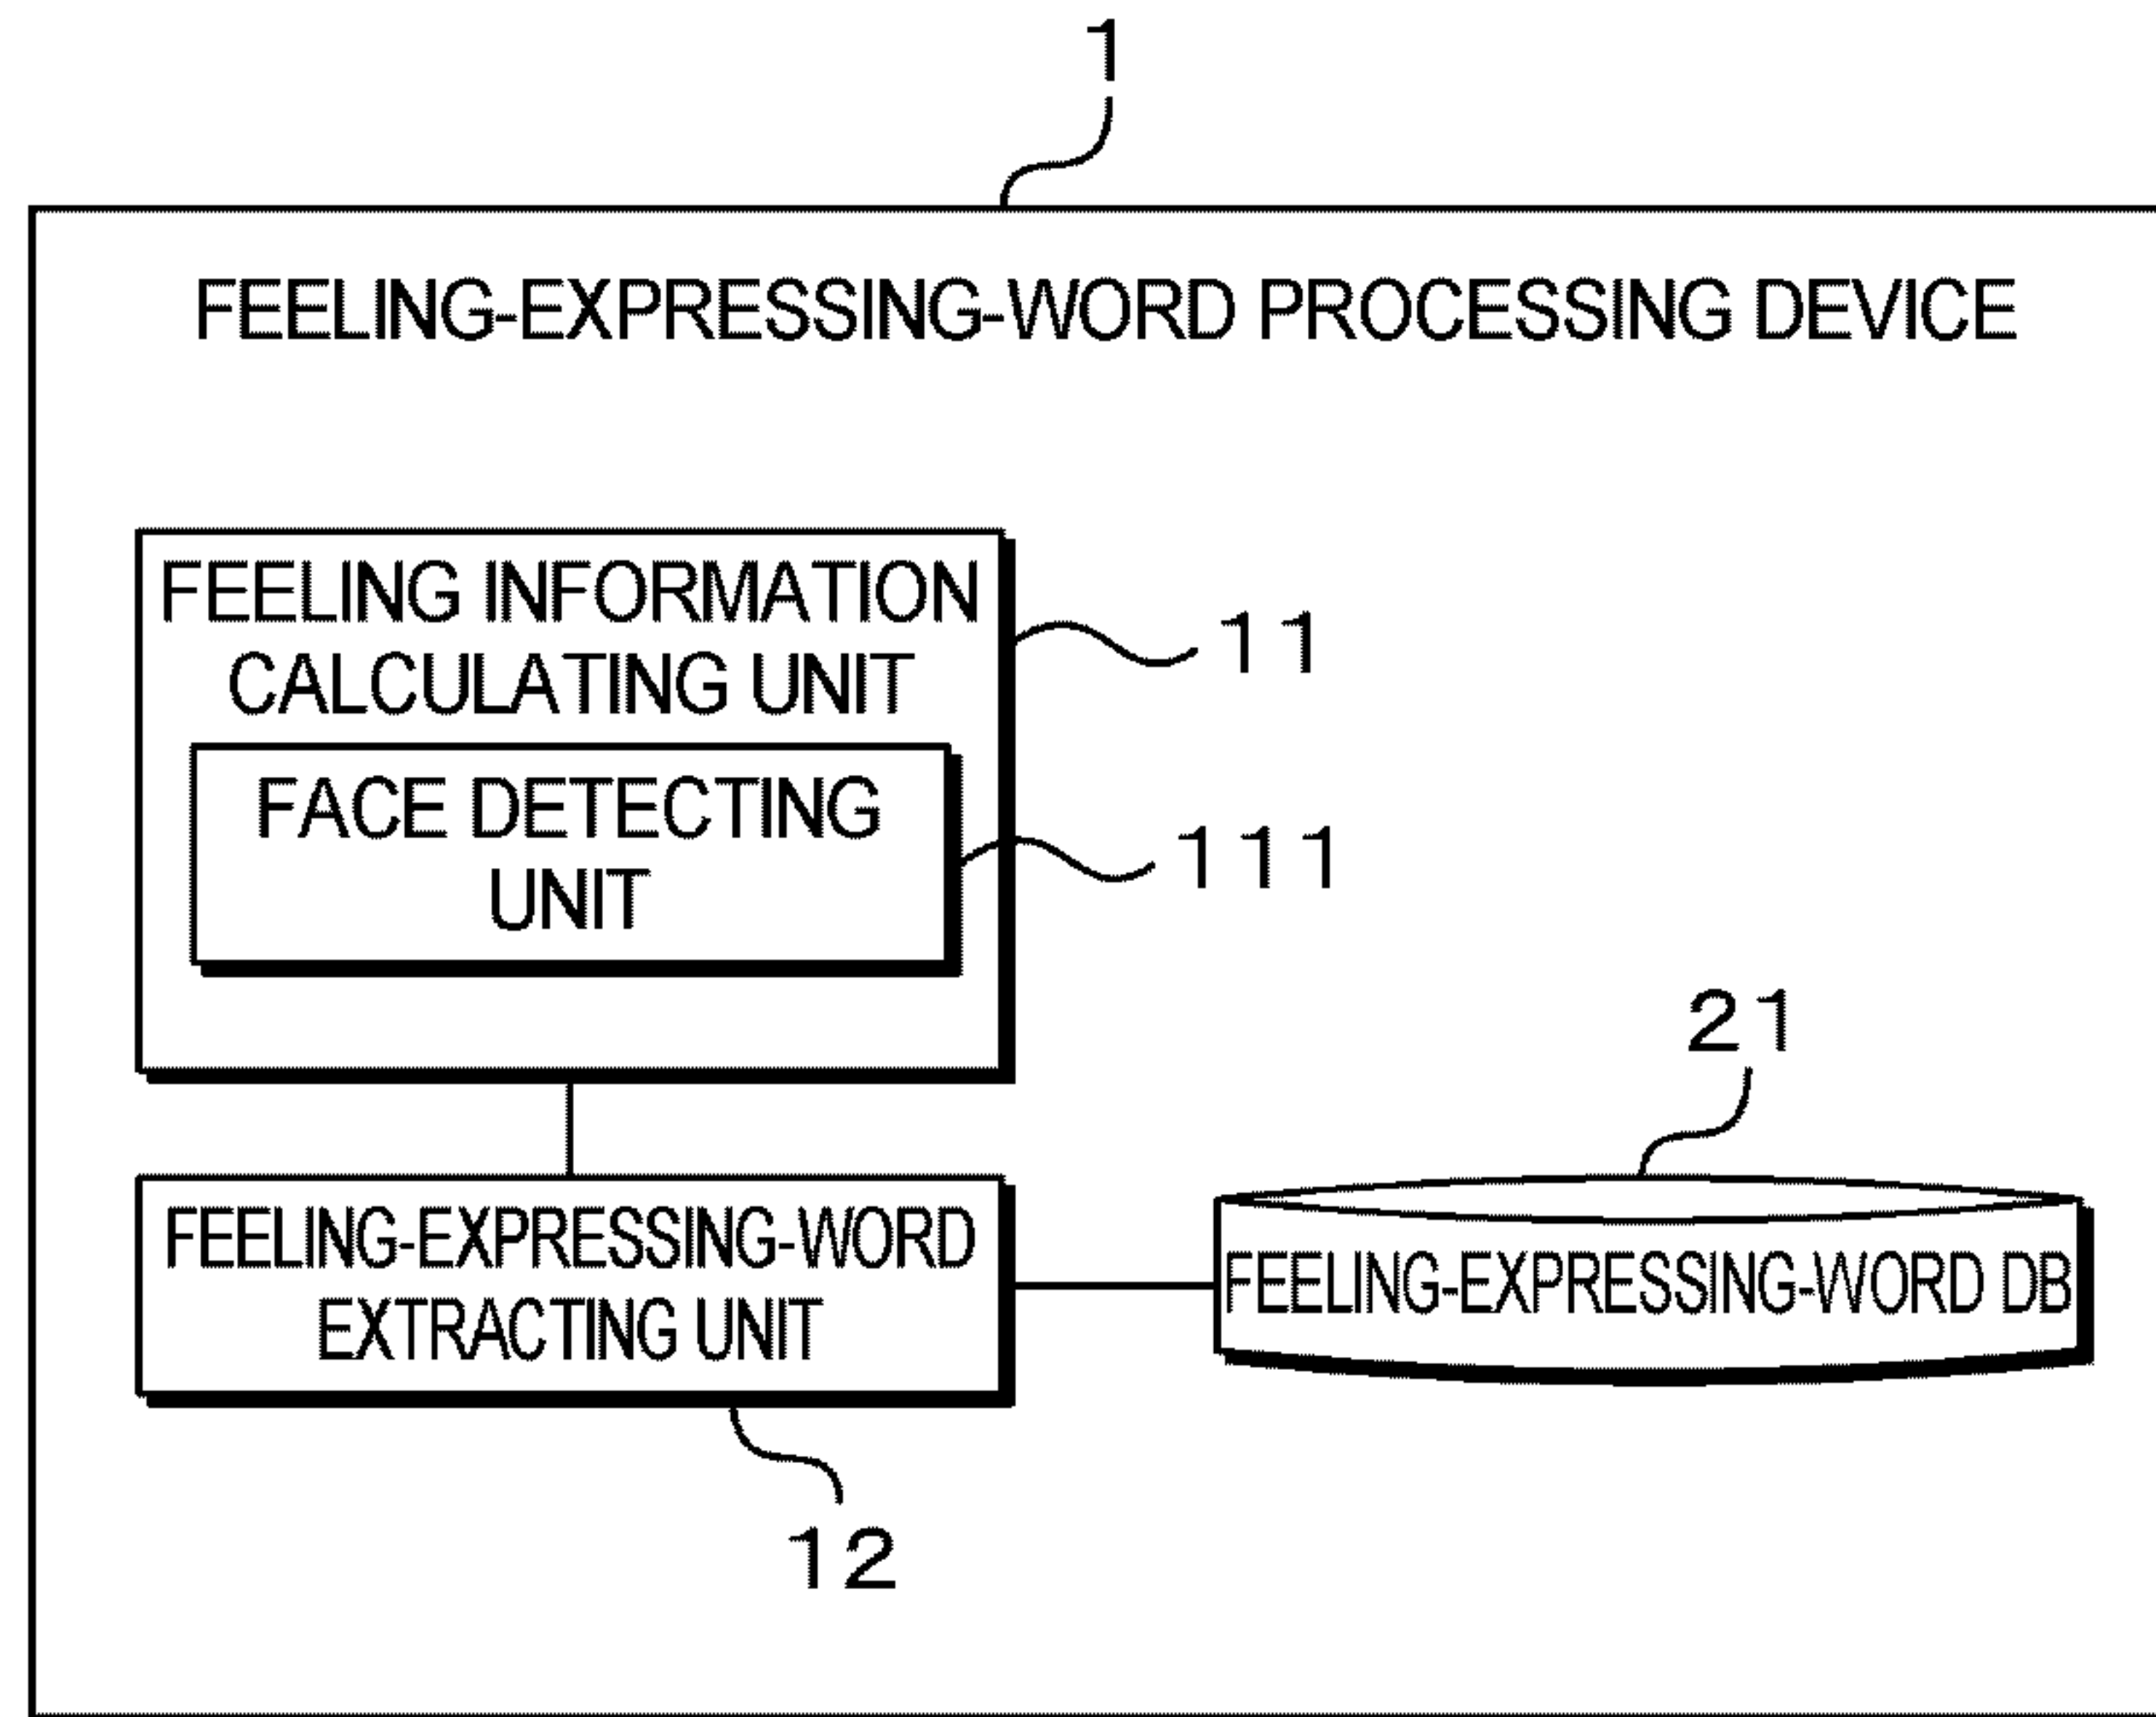 1
FEELING-EXPRESSING-WORD PROCESSING DEVICE
FEELING INFORMATION
CALCULATING UNIT
11
FACE DETECTING
UNIT
111
21
FEELING-EXPRESSING-WORD
EXTRACTING UNIT
FEELING-EXPRESSING-WORD DB
12